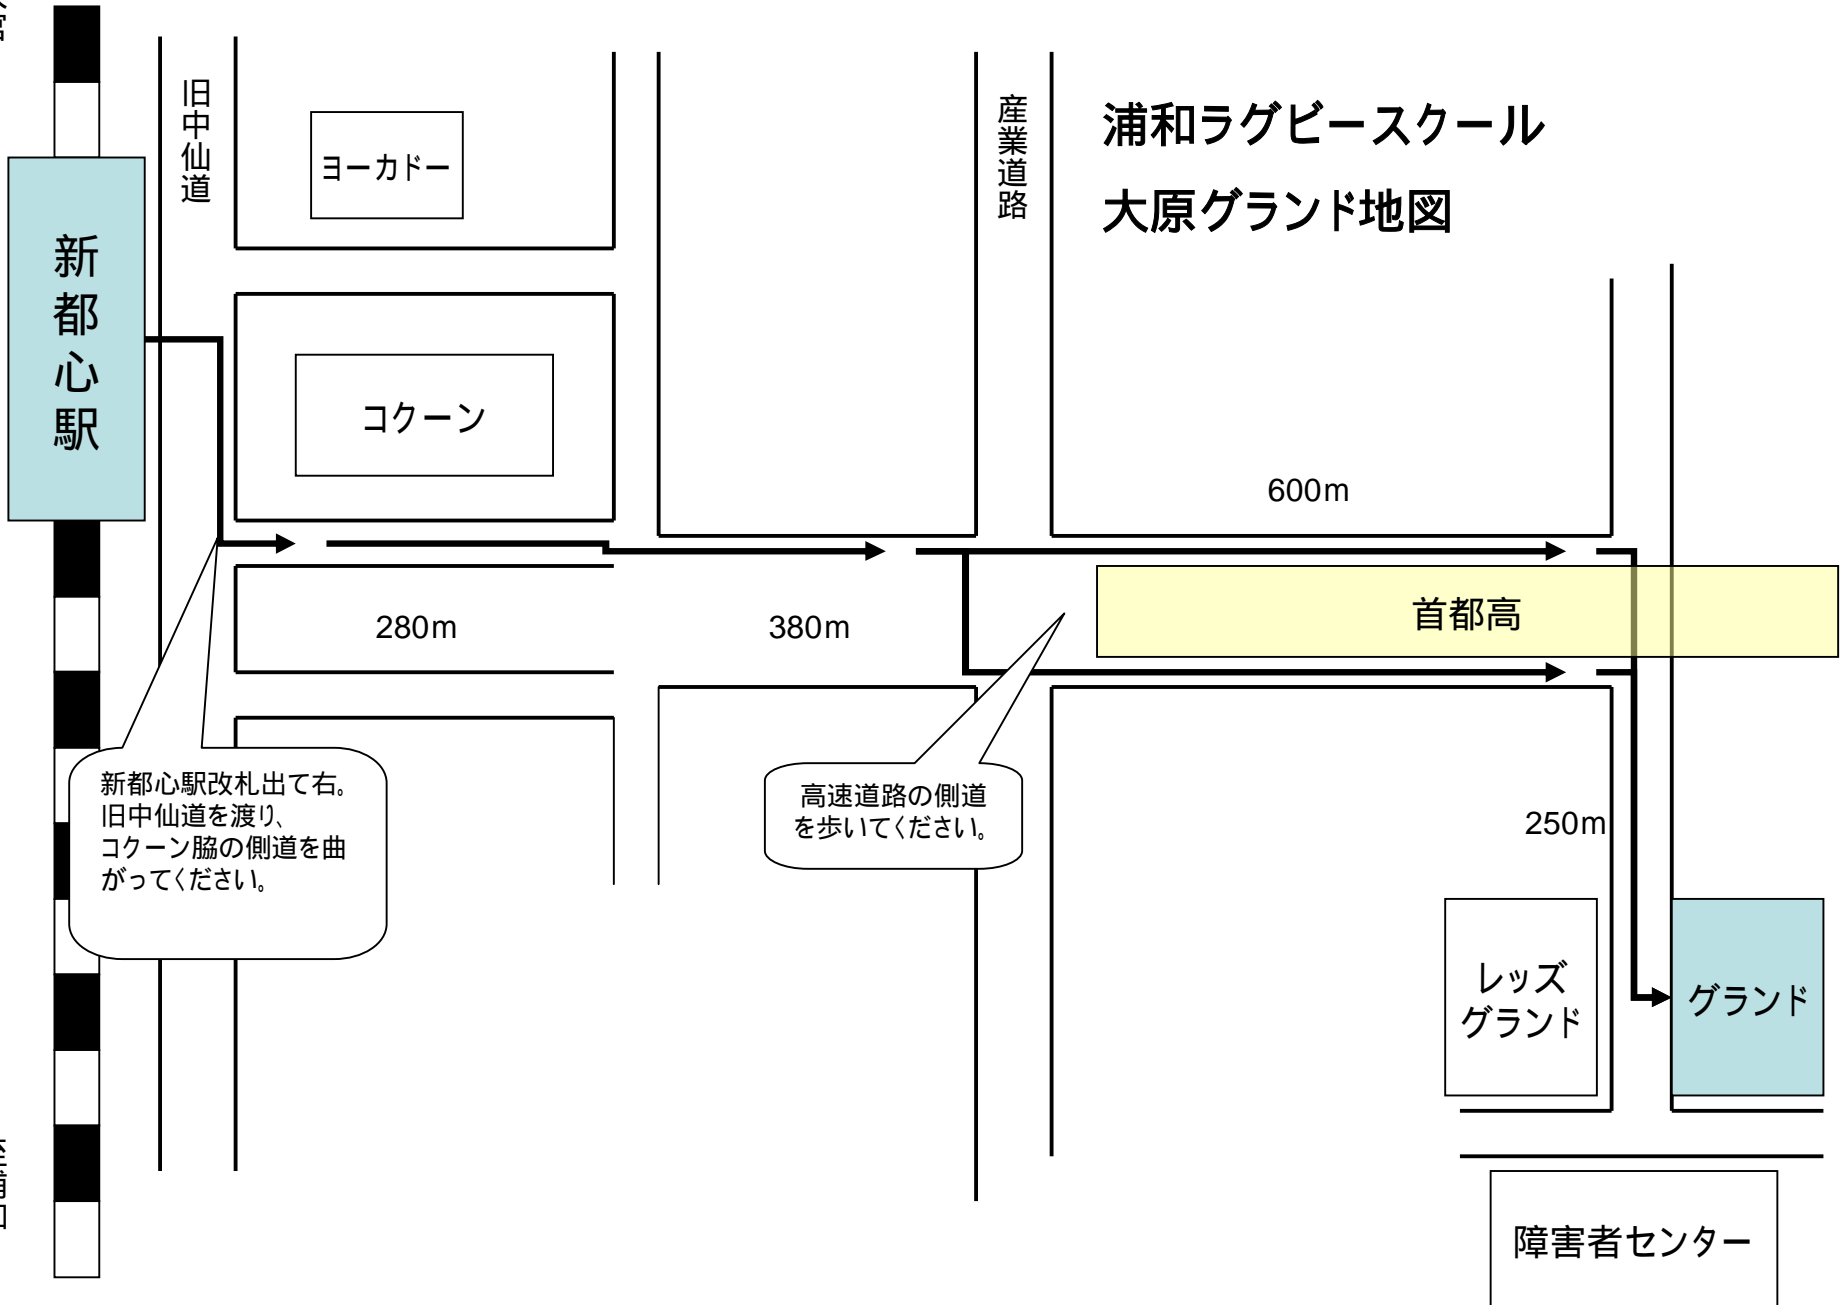 浦和ラグビースクール
大原グランド地図
旧中仙道
ヨーカドー
産業道路
新都心駅
コクーン
600m
首都高
280m
380m
新都心駅改札出て右。
旧中仙道を渡り、
コクーン脇の側道を曲
がってください。
高速道路の側道
を歩いてください。
250m
レッズ
グランド
グランド
障害者センター